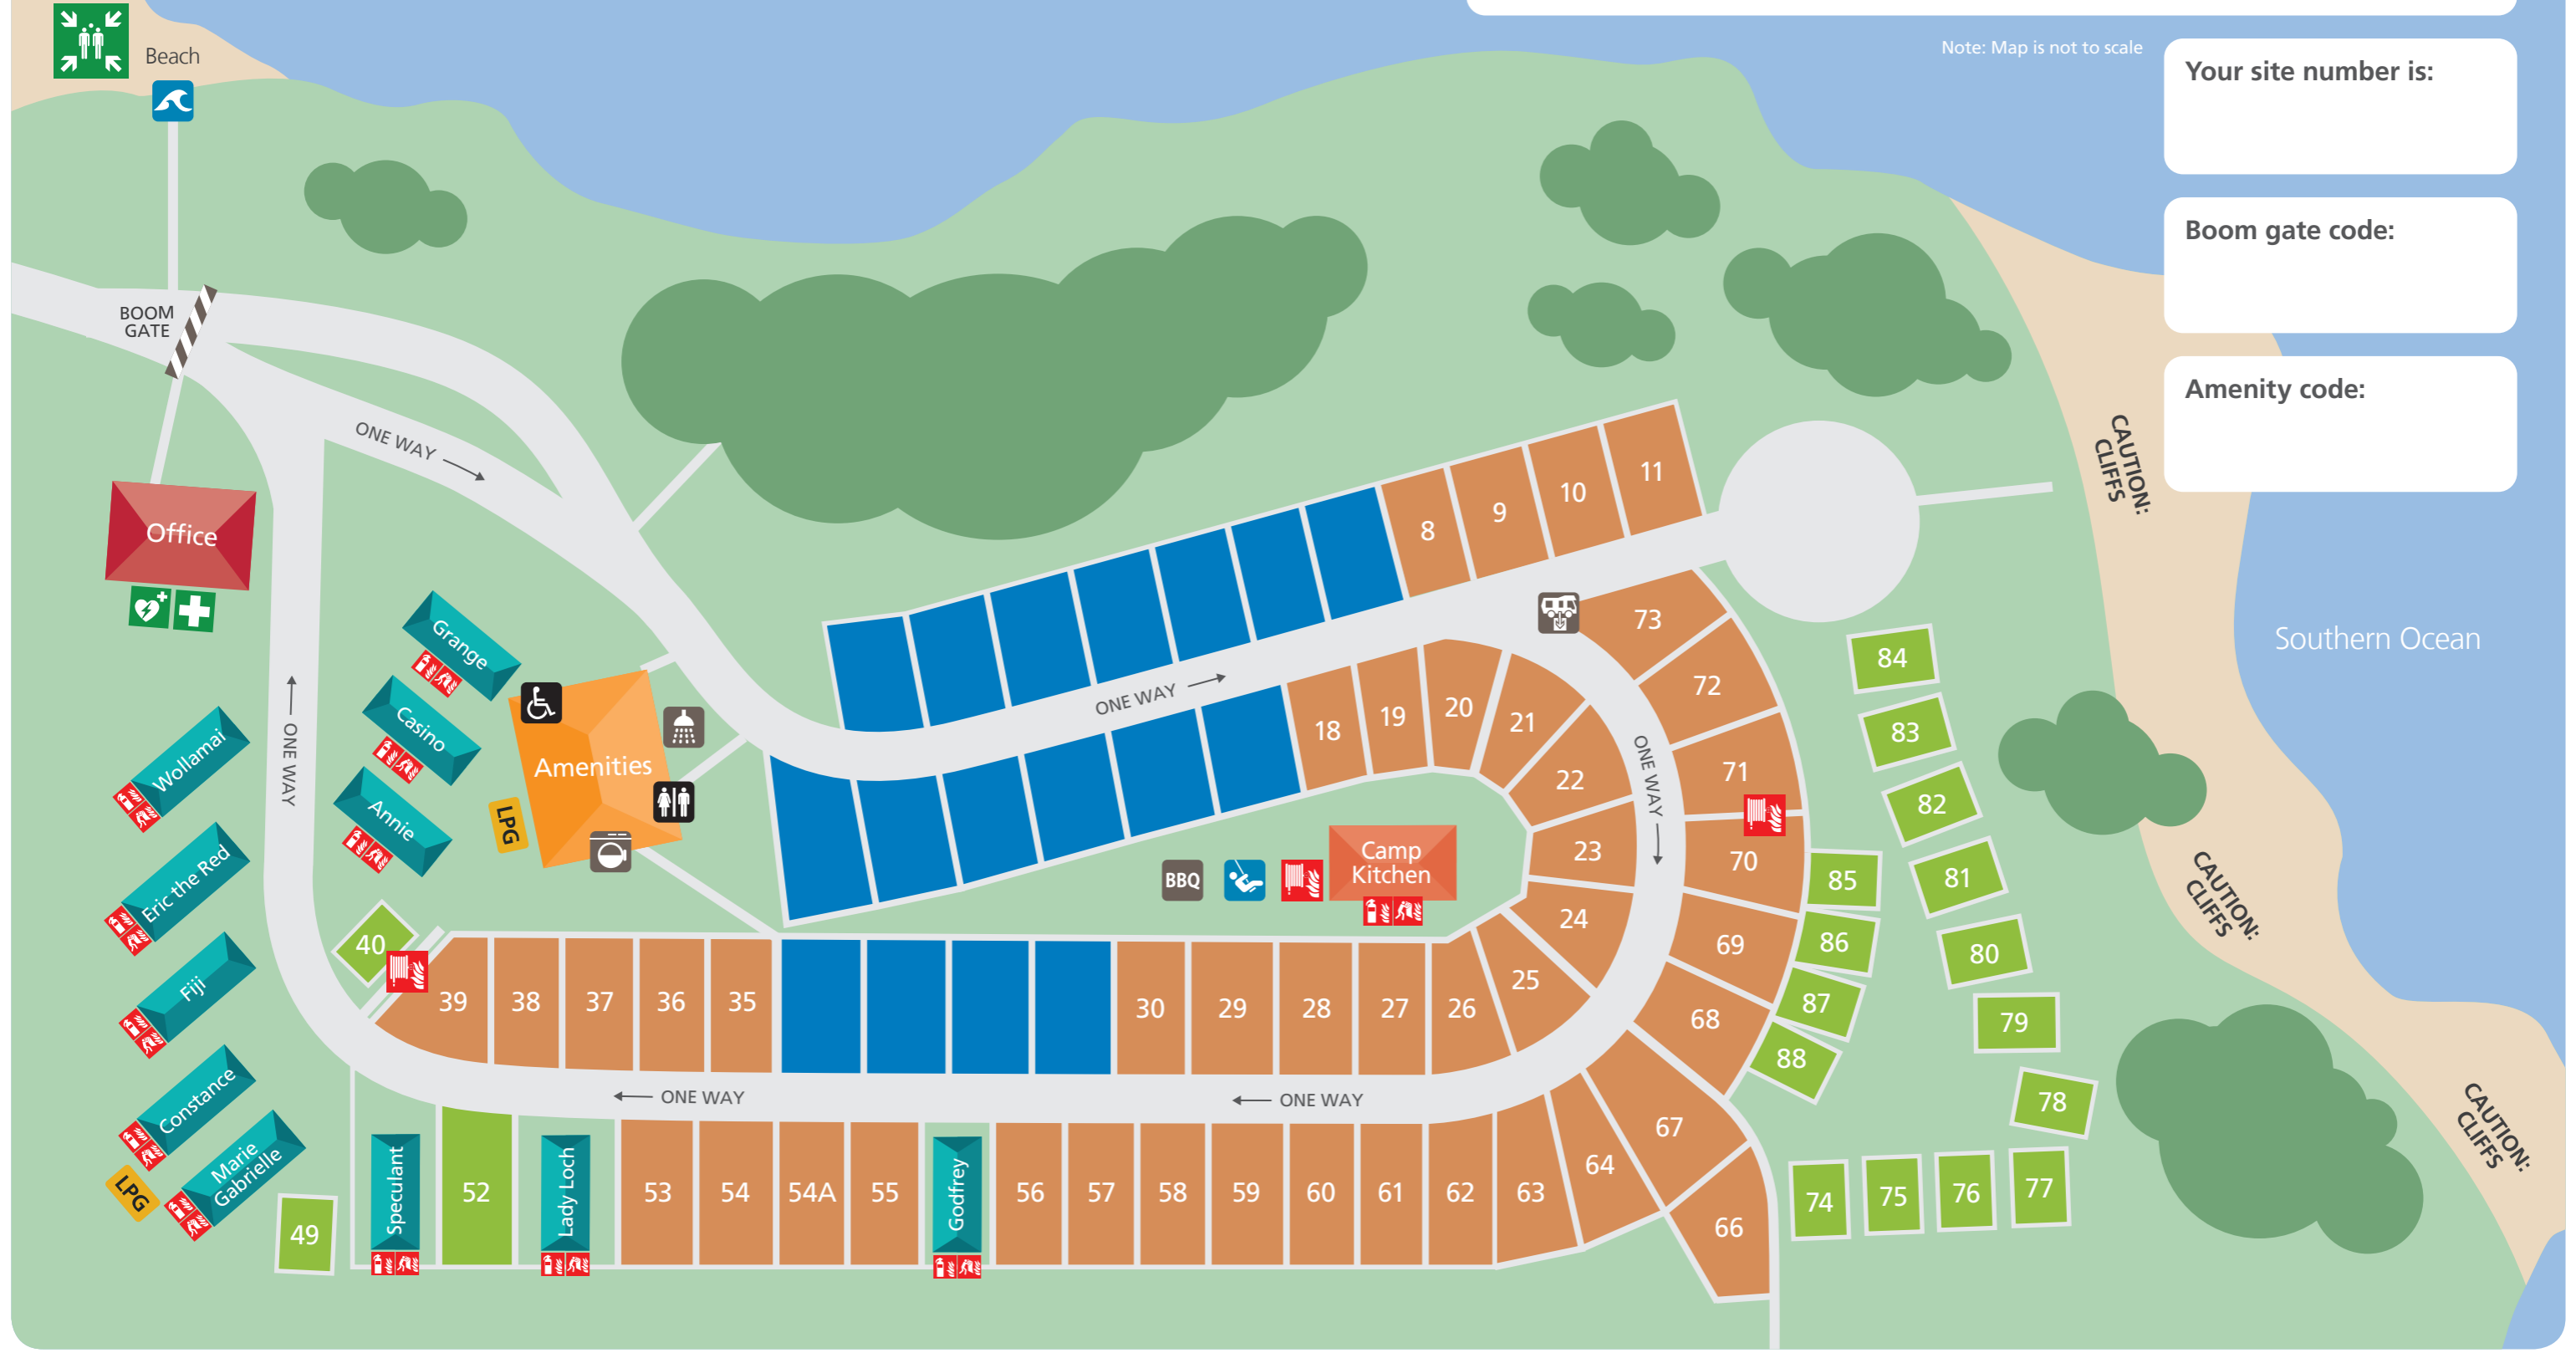 Beach
Note: Map is not to scale
Your site number is:
Boom gate code:
Amenity code:
BOOM
GATE
ONE WAY
Office
CAUTION:
CLIFFS
Southern Ocean
11
10
9
8
73
72
71
70
69
68
67
66
ONE WAY
18
19
20
21
22
23
24
25
26
27
28
29
30
ONE WAY
84
83
82
81
80
79
78
77
76
75
74
85
86
87
88
CAUTION:
CLIFFS
CAUTION:
CLIFFS
Grange
Casino
Annie
Amenities
LPG
BBQ
Camp
Kitchen
ONE WAY
Wollamai
Eric the Red
Fiji
Constance
Marie
Gabrielle
LPG
40
39
38
37
36
35
ONE WAY
ONE WAY
49
Speculant
52
Lady Loch
53
54
54A
55
Godfrey
56
57
58
59
60
61
62
63
64